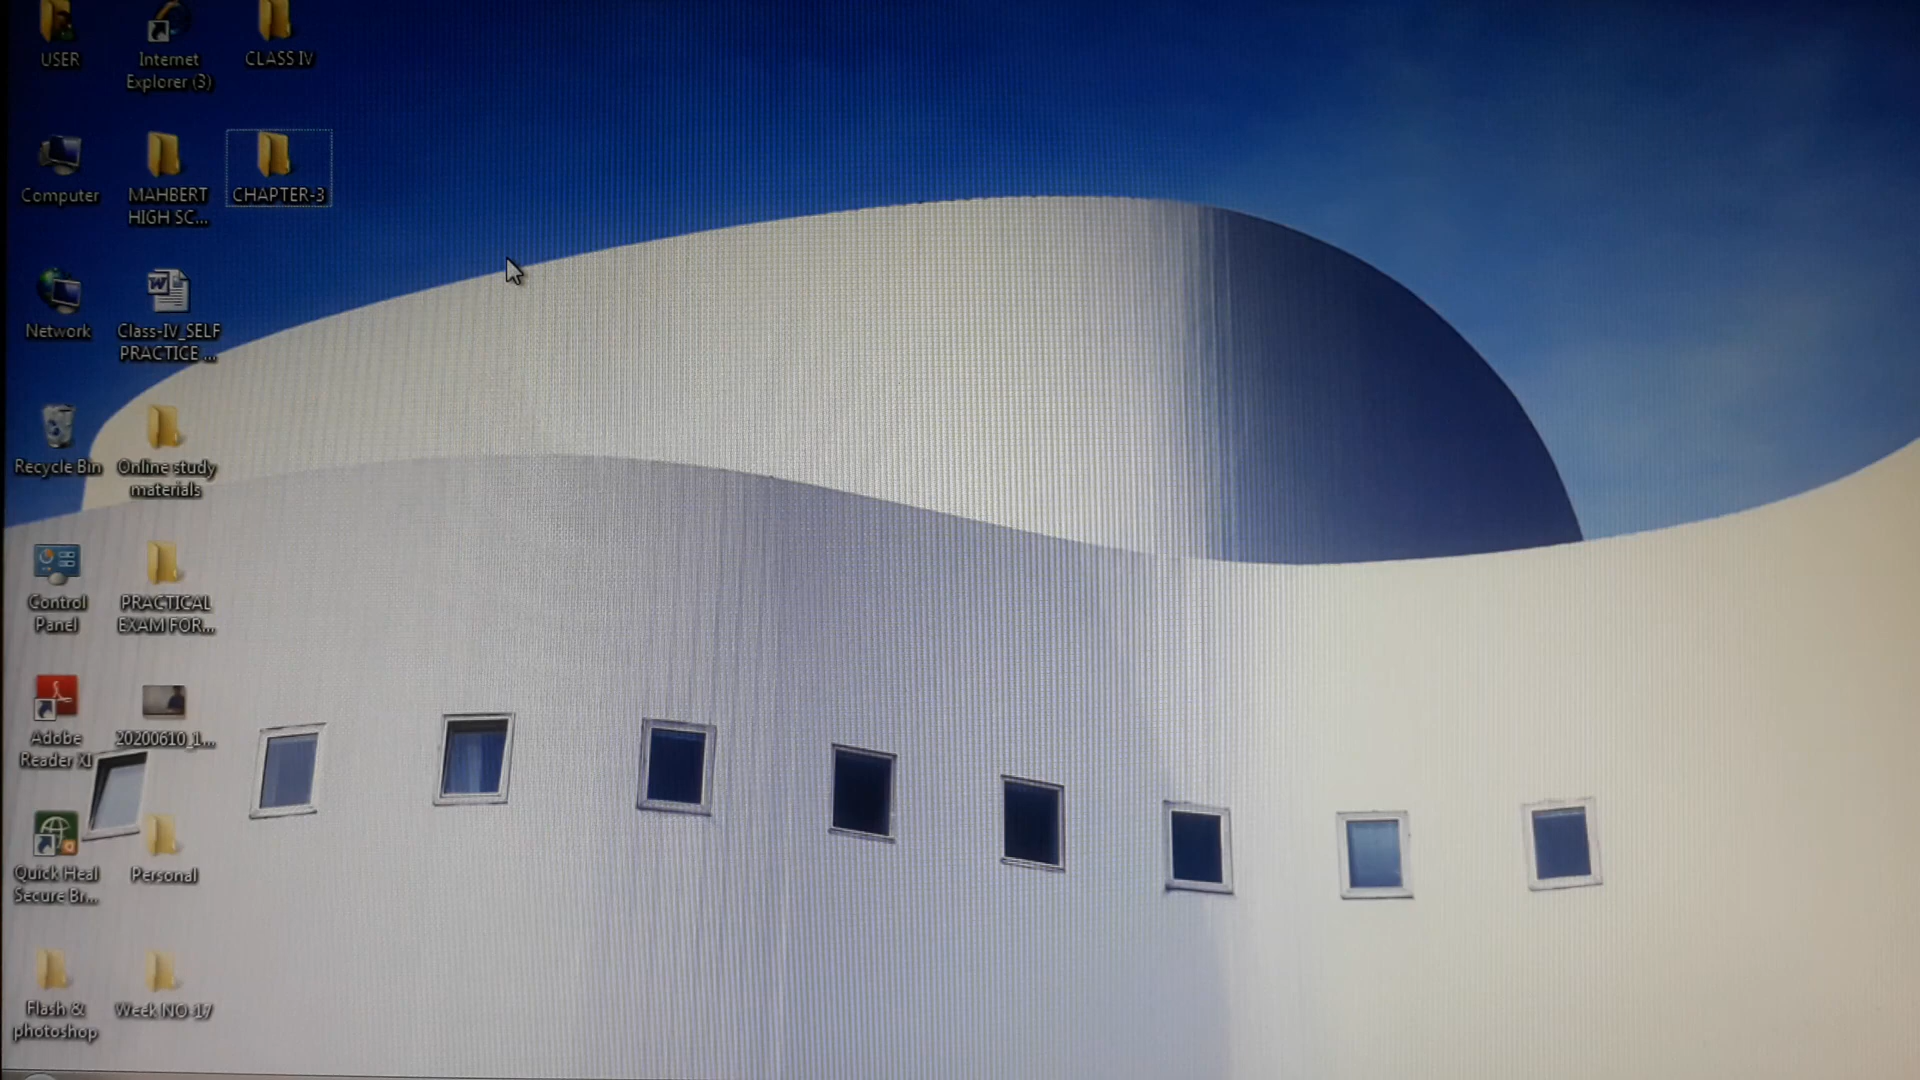 USER
Internet
Explorer (3)
CLASS IV
Computer
MAHBERT
HIGH SC...
CHAPTER-3
Network
Class-IV_SELF
PRACTICE ...
Recycle Bin
Online study
materials
Control
Panel
PRACTICAL
EXAM FOR...
Adobe
Reader XI
20200610_1...
Quick Heal
Secure Br...
Personal
Flash &
photoshop
Week NO-17